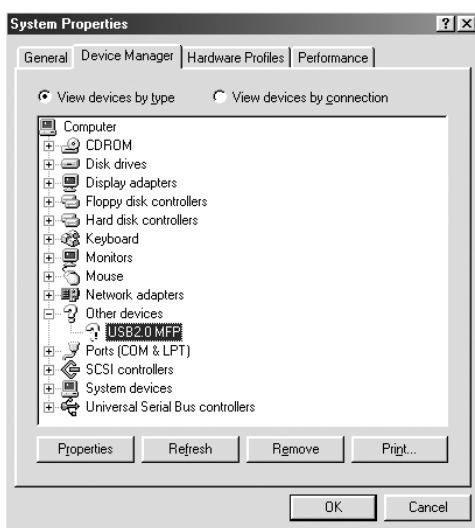 System Properties
General Device Manager Hardware Profiles Performance
View devices by type View devices by connection
Computer
CDROM
Disk drives
Display adapters
Floppy disk controllers
Hard disk controllers
Keyboard
Monitors
Mouse
Network adapters
Other devices
USB2.0 MFP
Ports (COM & LPT)
SCSI controllers
System devices
Universal Serial Bus controllers
Properties Refresh Remove Print...
OK Cancel